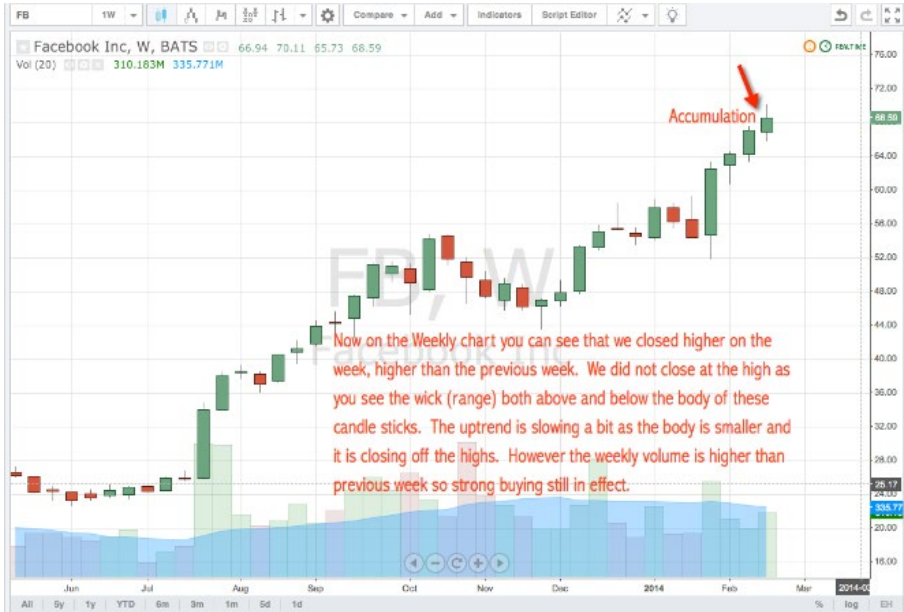 FB 1W Compare Add Indicators Script Editor
Facebook Inc, W, BATS 66.94 70.11 65.73 68.59
Vol (20) 310.183M 335.771M
76.00
72.00
Accumulation
68.59
64.00
60.00
56.00
52.00
FB, W
48.00
44.00
Now on the Weekly chart you can see that we closed higher on the
Facebook Inc
40.00
week, higher than the previous week. We did not close at the high as
you see the wick (range) both above and below the body of these
36.00
candle sticks. The uptrend is slowing a bit as the body is smaller and
32.00
it is closing off the highs. However the weekly volume is higher than
28.00
previous week so strong buying still in effect.
25.17
24.00
335.77
20.00
16.00
Jun Jul Aug Sep Oct Nov Dec 2014 Feb Mar 2014-03
All 5y 1y YTD 6m 3m 1m 5d 1d % log EH